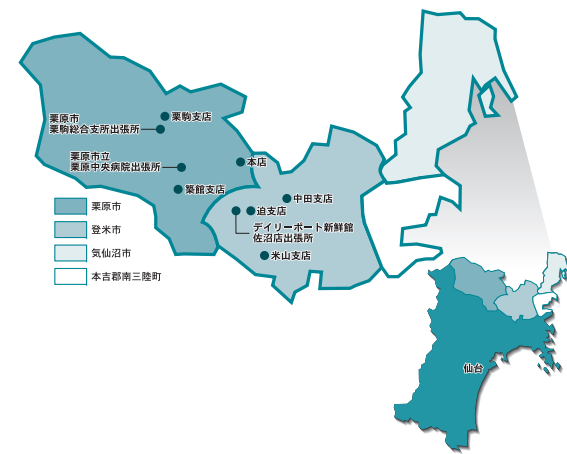 栗駒支店
栗原市
栗駒総合支所出張所
栗原市立
栗原中央病院出張所
本店
築館支店
中田支店
迫支店
デイリーポート新鮮館
佐沼店出張所
米山支店
栗原市
登米市
気仙沼市
本吉郡南三陸町
仙台